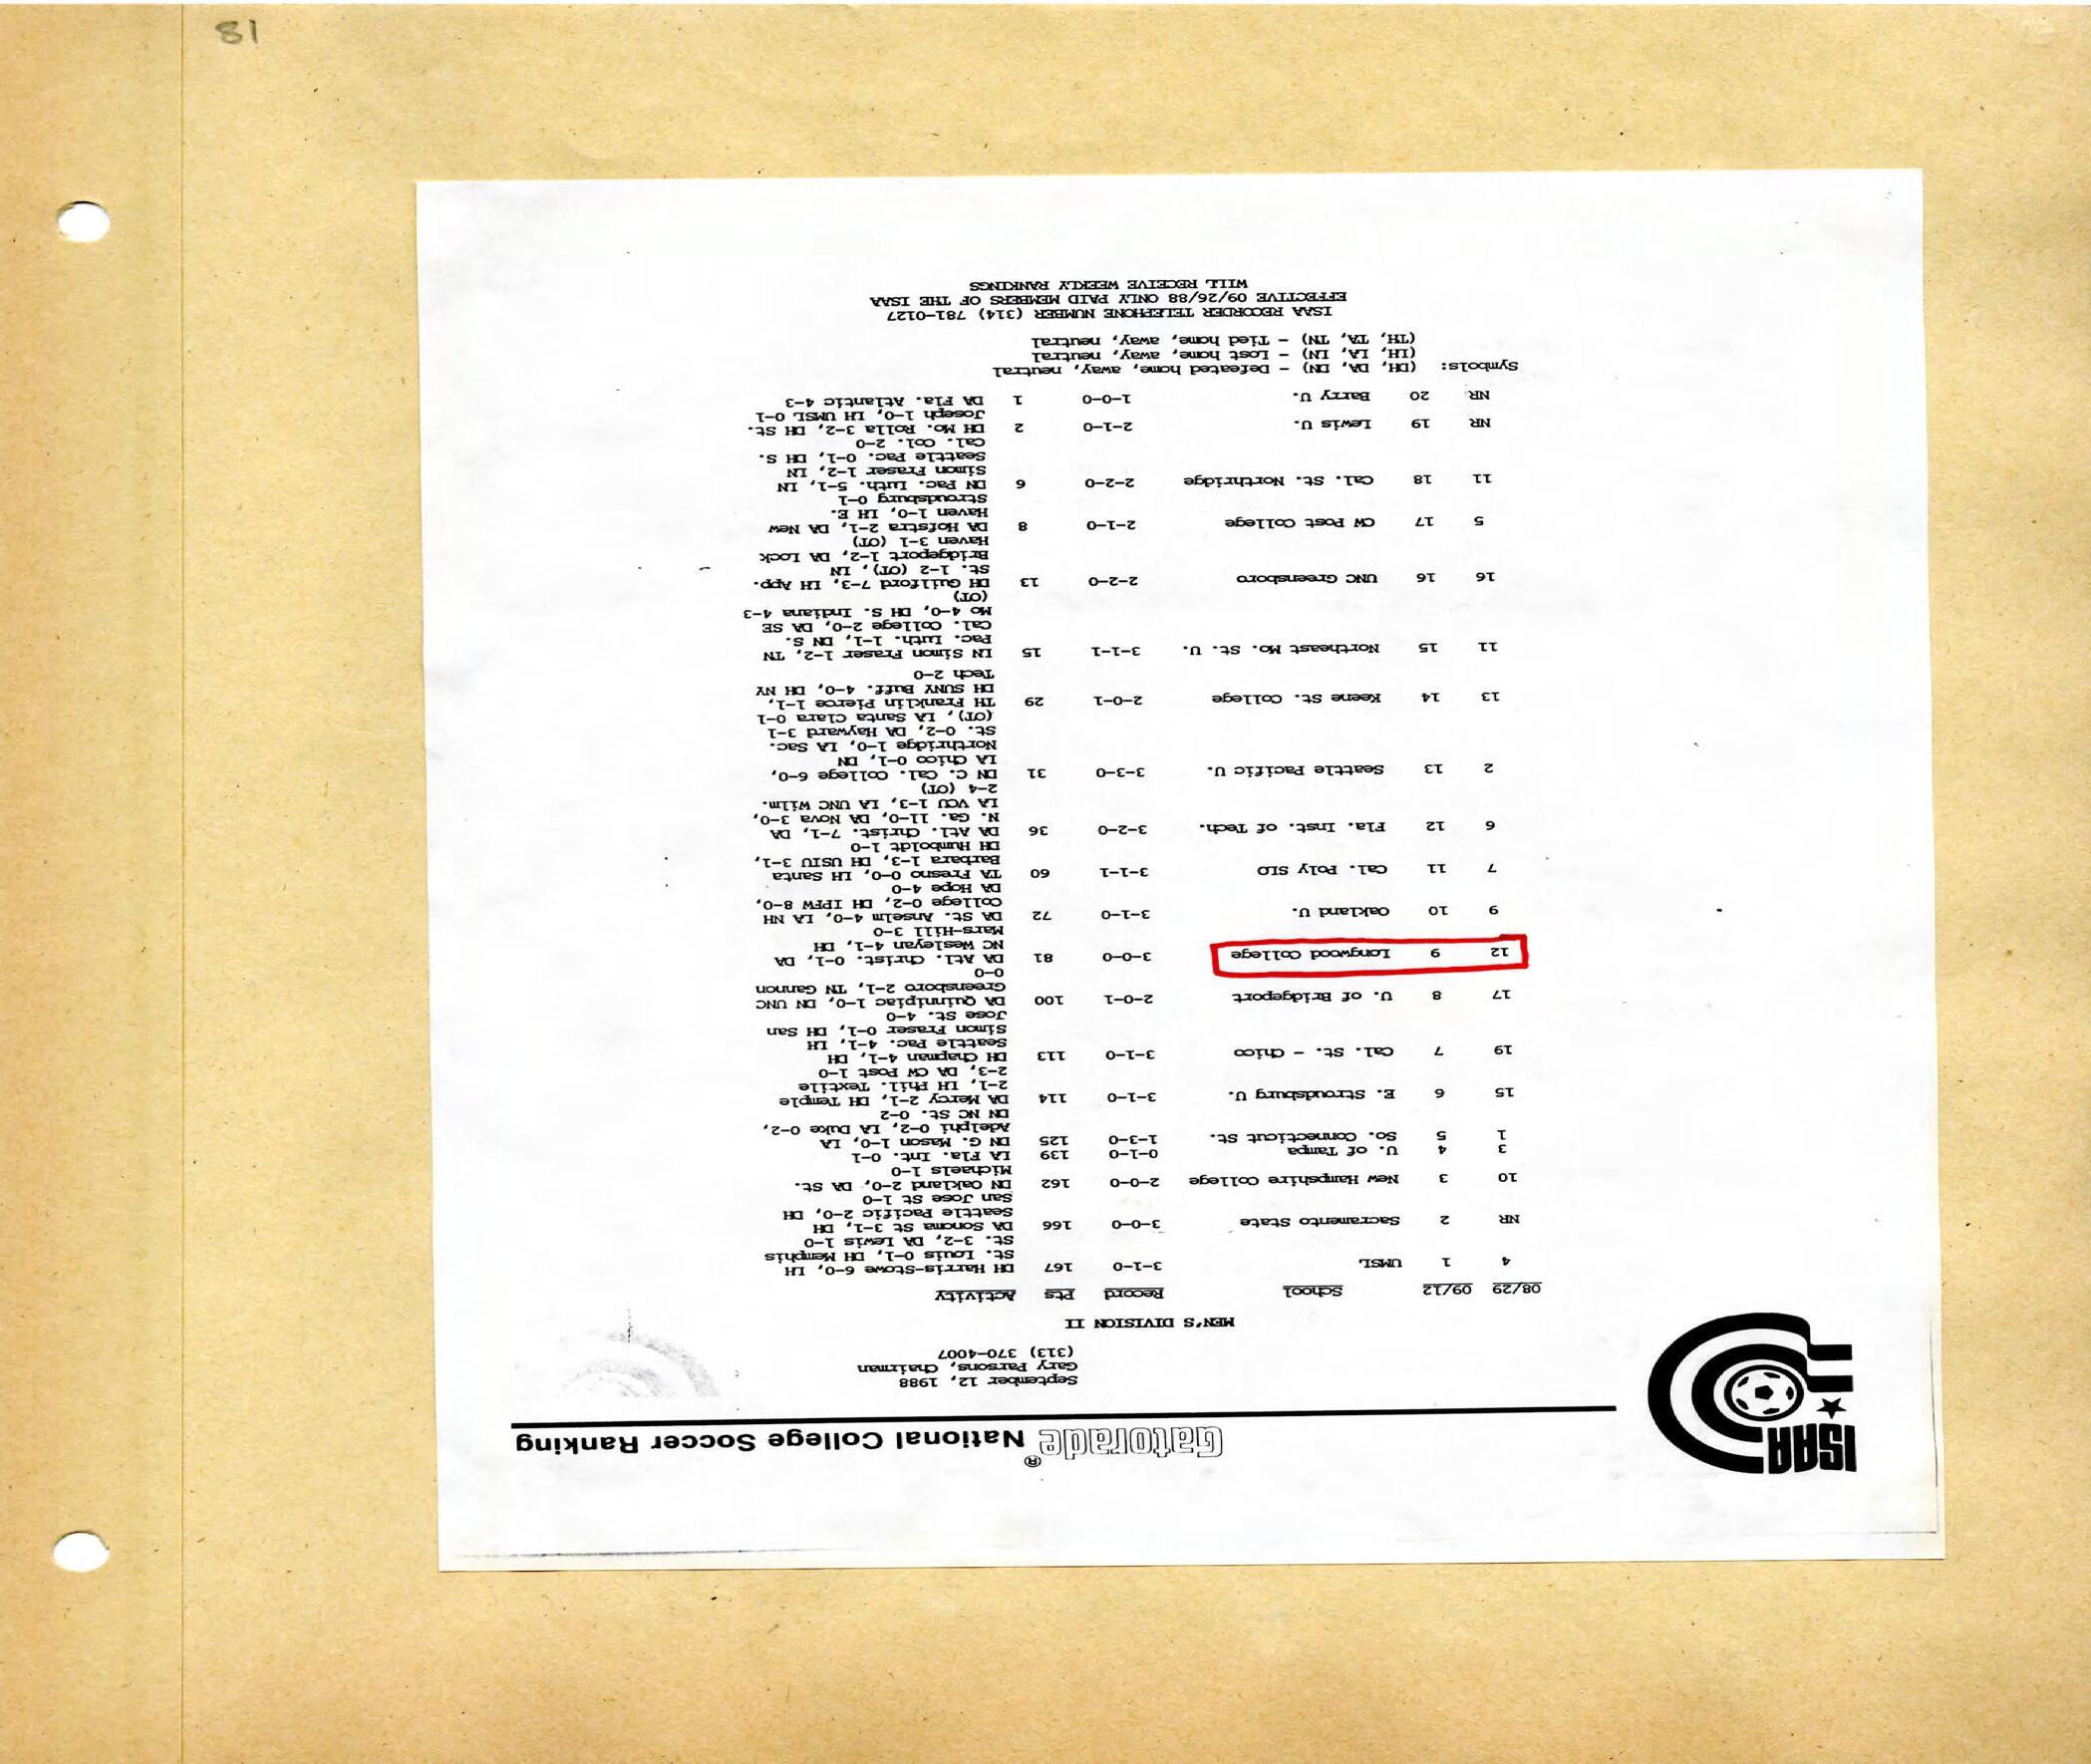 81
ISAA
Gatorade® National College Soccer Ranking
September 12, 1988
Gary Parsons, Chairman
(313) 370-4007
MEN'S DIVISION II
08/29 09/12 School Record Pts Activity
4 1 UMSL 3-1-0 167 DH Harris-Stowe 6-0, LH
St. Louis 0-1, DH Memphis
St. 3-2, DA Lewis 1-0
NR 2 Sacramento State 3-0-0 166 DA Sonoma St 3-1, DH
Seattle Pacific 2-0, DH
San Jose St 1-0
10 3 New Hampshire College 2-0-0 162 DN Oakland 2-0, DA St.
Michaels 1-0
3 4 U. of Tampa 0-1-0 139 LA Fla. Int. 0-1
1 5 So. Connecticut St. 1-3-0 125 DN G. Mason 1-0, LA
Adelphi 0-2, LA Duke 0-2,
DN NC St. 0-2
15 6 E. Stroudsburg U. 3-1-0 114 DA Mercy 2-1, DH Temple
2-1, LH Phil. Textile
2-3, DA CW Post 1-0
19 7 Cal. St. - Chico 3-1-0 113 DH Chapman 4-1, DH
Seattle Pac. 4-1, LH
Simon Fraser 0-1, DH San
Jose St. 4-0
17 8 U. of Bridgeport 2-0-1 100 DA Quinnipiac 1-0, DN UNC
Greensboro 2-1, TN Gannon
0-0
12 9 Longwood College 3-0-0 81 DA Atl. Christ. 0-1, DA
NC Wesleyan 4-1, DH
Mars-Hill 3-0
9 10 Oakland U. 3-1-0 72 DA St. Anselm 4-0, LA NH
College 0-2, DH IPFW 8-0,
DA Hope 4-0
7 11 Cal. Poly SLO 3-1-1 60 TA Fresno 0-0, LH Santa
Barbara 1-3, DH USIU 3-1,
DH Humboldt 1-0
6 12 Fla. Inst. of Tech. 3-2-0 36 DA Atl. Christ. 7-1, DA
N. Ga. 11-0, DA Nova 3-0,
LA VCU 1-3, LA UNC Wilm.
2-4 (OT)
2 13 Seattle Pacific U. 3-3-0 31 DN C. Cal. College 6-0,
LA Chico 0-1, DN
Northridge 1-0, LA Sac.
St. 0-2, DA Hayward 3-1
(OT), LA Santa Clara 0-1
13 14 Keene St. College 2-0-1 29 TH Franklin Pierce 1-1,
DH SUNY Buff. 4-0, DH NY
Tech 2-0
11 15 Northeast Mo. St. U. 3-1-1 15 LN Simon Fraser 1-2, TN
Pac. Luth. 1-1, DN S.
Cal. College 2-0, DA SE
Mo 4-0, DH S. Indiana 4-3
(OT)
16 16 UNC Greensboro 2-2-0 13 DH Guilford 7-3, LH App.
St. 1-2 (OT), LN
Bridgeport 1-2, DA Lock
Haven 3-1 (OT)
5 17 CW Post College 2-1-0 8 DA Hofstra 2-1, DA New
Haven 1-0, LH E.
Stroudsburg 0-1
11 18 Cal. St. Northridge 2-2-0 6 DN Pac. Luth. 5-1, LN
Simon Fraser 1-2, LN
Seattle Pac. 0-1, DH S.
Cal. Col. 2-0
NR 19 Lewis U. 2-1-0 2 DH Mo. Rolla 3-2, DH St.
Joseph 1-0, LH UMSL 0-1
NR 20 Barry U. 1-0-0 1 DA Fla. Atlantic 4-3
Symbols: (DH, DA, DN) - Defeated home, away, neutral
(LH, LA, LN) - Lost home, away, neutral
(TH, TA, TN) - Tied home, away, neutral
ISAA RECORDER TELEPHONE NUMBER (314) 781-0127
EFFECTIVE 09/26/88 ONLY PAID MEMBERS OF THE ISAA
WILL RECEIVE WEEKLY RANKINGS